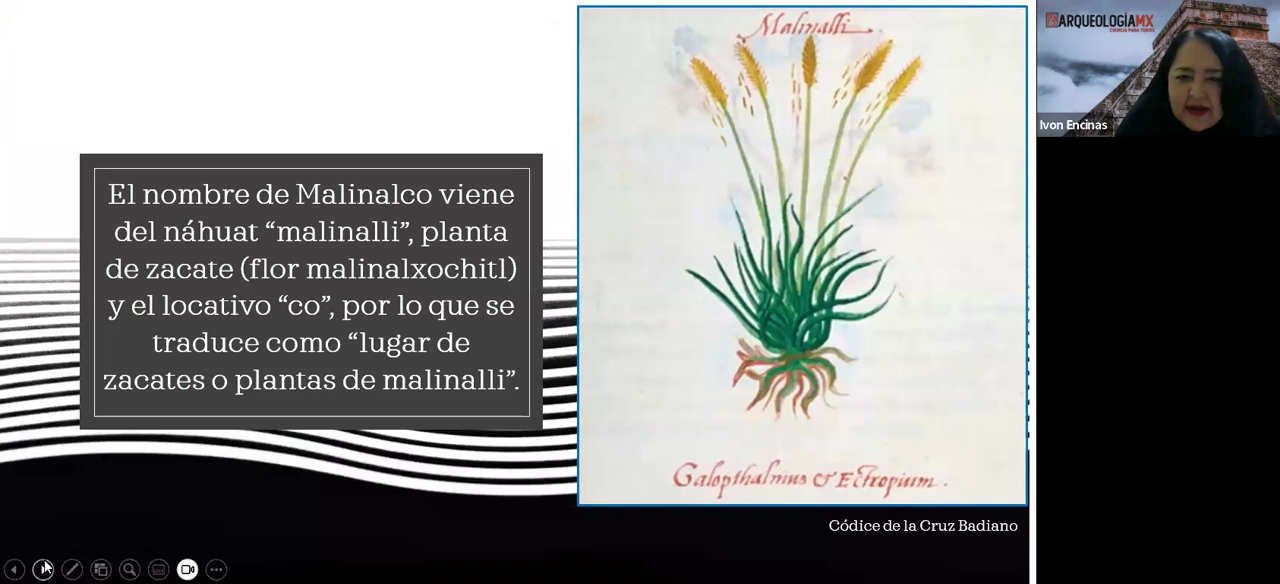 El nombre de Malinalco viene
del náhuat “malinalli”, planta
de zacate (flor malinalxochitl)
y el locativo “co”, por lo que se
traduce como “lugar de
zacates o plantas de malinalli”.
Malinalli
Galopthalmus & Ectropium.
Códice de la Cruz Badiano
ARQUEOLOGÍAMX
CIENCIA PARA TODOS
Ivon Encinas